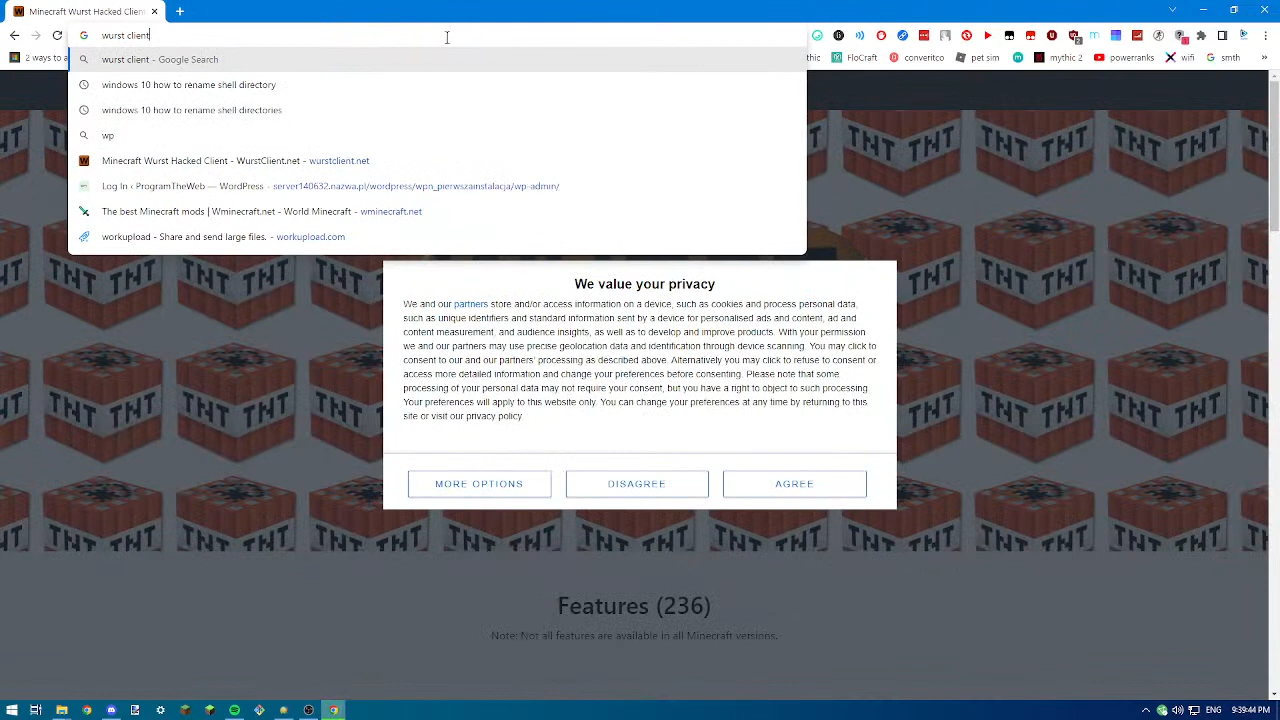 Minecraft Wurst Hacked Client
wurst client
2 ways to a
thic
FloCraft
converitco
pet sim
mythic 2
powerranks
wifi
smth
wurst client - Google Search
windows 10 how to rename shell directory
windows 10 how to rename shell directories
wp
Minecraft Wurst Hacked Client - WurstClient.net - wurstclient.net
Log In ‹ ProgramTheWeb — WordPress - server140632.nazwa.pl/wordpress/wpn_pierwszainstalacja/wp-admin/
The best Minecraft mods | Wminecraft.net - World Minecraft - wminecraft.net
workupload - Share and send large files. - workupload.com
We value your privacy
We and our partners store and/or access information on a device, such as cookies and process personal data,
such as unique identifiers and standard information sent by a device for personalised ads and content, ad and
content measurement, and audience insights, as well as to develop and improve products. With your permission
we and our partners may use precise geolocation data and identification through device scanning. You may click to
consent to our and our partners' processing as described above. Alternatively you may click to refuse to consent or
access more detailed information and change your preferences before consenting. Please note that some
processing of your personal data may not require your consent, but you have a right to object to such processing.
Your preferences will apply to this website only. You can change your preferences at any time by returning to this
site or visit our privacy policy.
MORE OPTIONS
DISAGREE
AGREE
Features (236)
Note: Not all features are available in all Minecraft versions.
ENG
9:39:44 PM